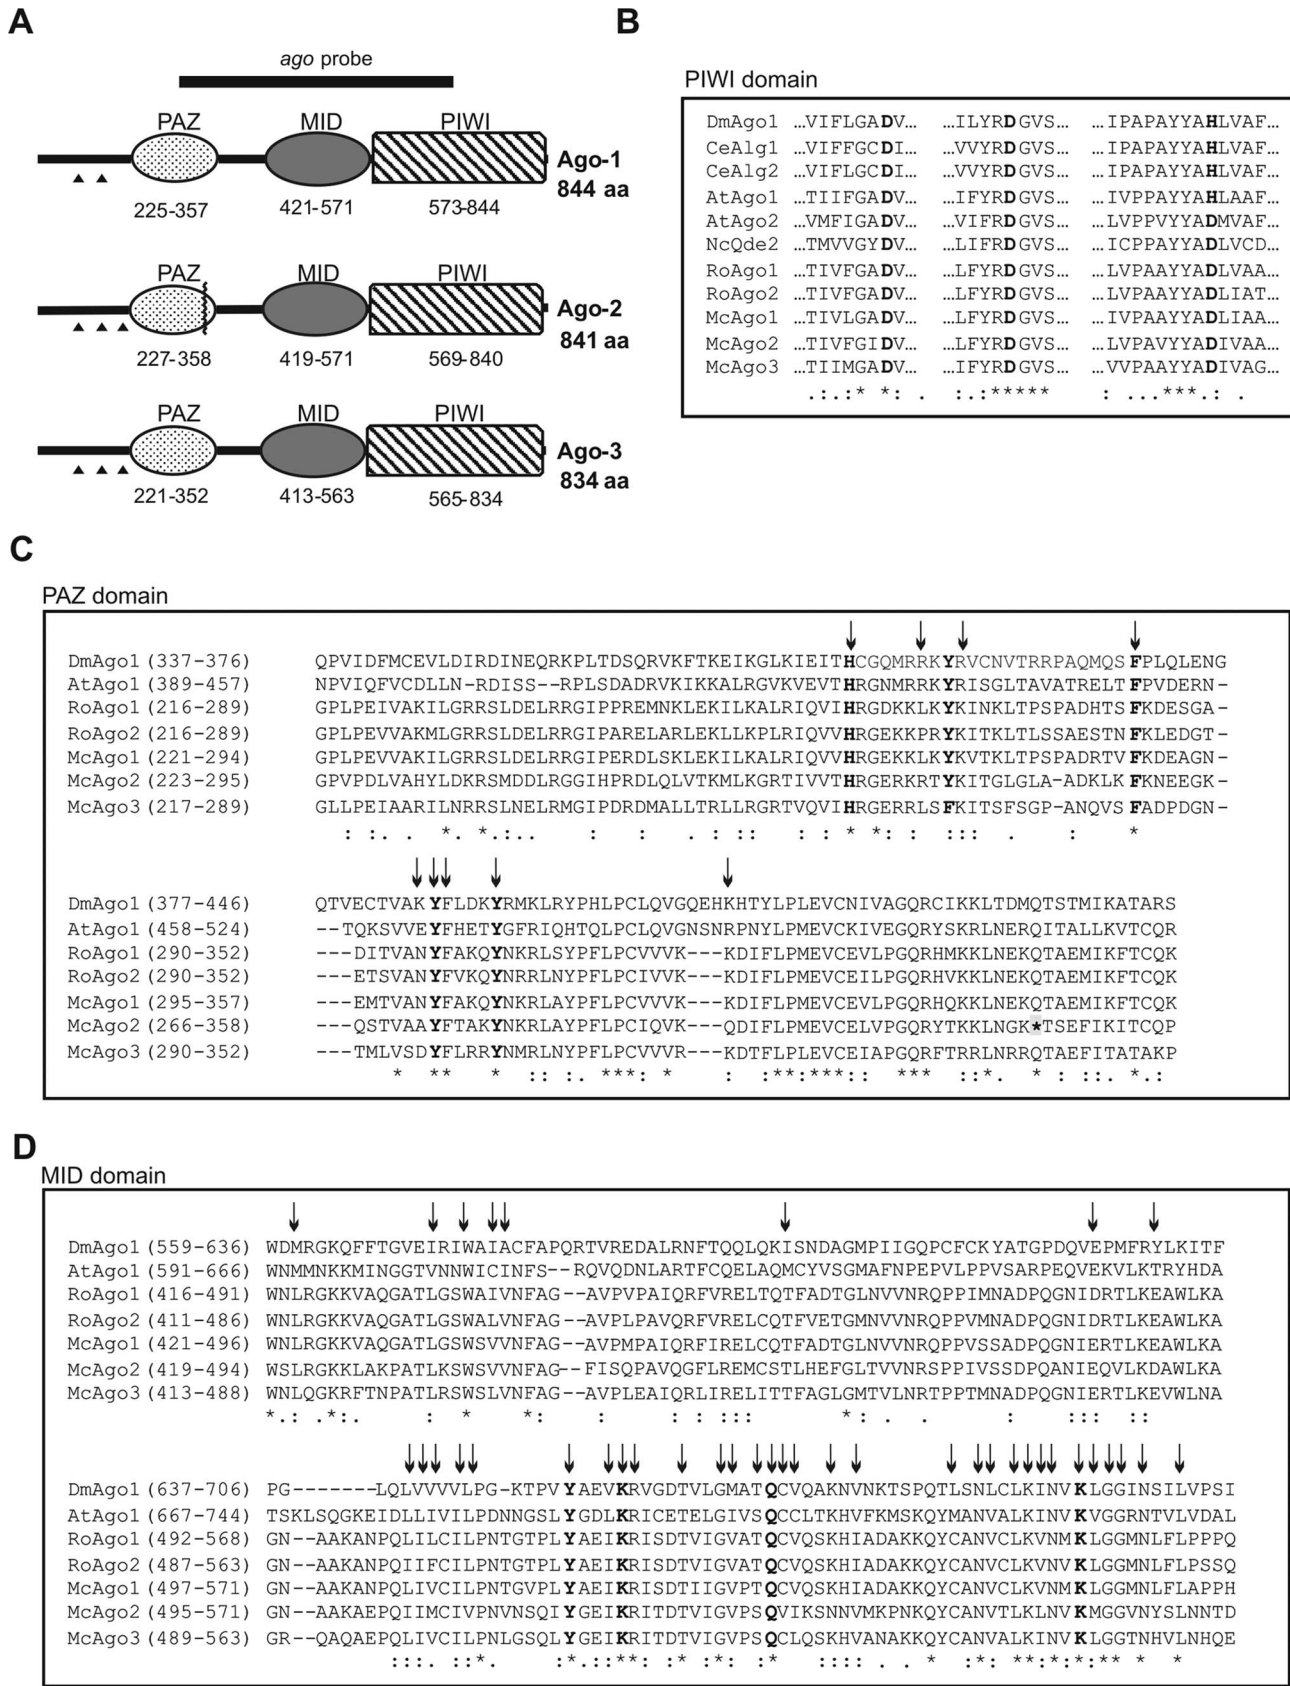 A
ago probe
PAZ MID PIWI
Ago-1
844 aa
225-357 421-571 573-844
PAZ MID PIWI
Ago-2
841 aa
227-358 419-571 569-840
PAZ MID PIWI
Ago-3
834 aa
221-352 413-563 565-834
B
PIWI domain
DmAgo1 …VIFLGADV… …ILYRDGVS… …IPAPAYYAHLVAF…
CeAlg1 …VIFFGCDI… …VVYRDGVS… …IPAPAYYAHLVAF…
CeAlg2 …VIFLGCDI… …VVYRDGVS… …IPAPAYYAHLVAF…
AtAgo1 …TIIFGADV… …IIFYRDGVS… …IVPPAYYAHLAAF…
AtAgo2 …VMFIGADV… …VIFRDGVS… …LVPPVYYADMVAF…
NcQde2 …TMVVGYDV… …LIFRDGVS… …ICPPAYYADLVCD…
RoAgo1 …TIVFGADV… …LFYRDGVS… …LVPAAYYADLVAA…
RoAgo2 …TIVFGADV… …LFYRDGVS… …LVPAAYYADLIAT…
McAgo1 …TIVLGADV… …LFYRDGVS… …IVPAAYYADLIAA…
McAgo2 …TIVFGIDV… …LFYRDGVS… …LVPAVYYADIVAA…
McAgo3 …TIIMGADV… …IFYRDGVS… …VVPAAYYADIVAG…
.:.:* *: . :.:***** : ...***.: .
C
PAZ domain
DmAgo1 (337-376) QPVIDFMCEVLDIRDINEQRKPLTDSQRVKFTKEIKGLKIEITHCGQMRRKYRVCNVTRRPAQMQSFPLQLENG
AtAgo1 (389-457) NPVIQFVCDLLN-RDISS--RPLSDADRVKIKKALRGVKVEVTHRGNMRRKYRISGLTAVATRELTFPVDERN-
RoAgo1 (216-289) GPLPEIVAKILGRRSLDELRRGIPPREMNKLEKILKALRIQVIHRGDKKLKYKINKLTPSPADHTSFKDESGA-
RoAgo2 (216-289) GPLPEVVAKMLGRRSLDELRRGIPARELARLEKLLKPLRIQVVHRGEKKPRYKITKLTLSSAESTNFKLEDGT-
McAgo1 (221-294) GPLPEVVAKILGRRSLDELRRGIPERDLSKLEKILKALRIQVVHRGEKKLYKVTKLTPSPADRTVFKDEAGN-
McAgo2 (223-295) GPVPDLVAHYLDKRSMDDLRGGIHPRDLQLVTKMLKGRTIVVTHRGERKRTYKITGLGLA-ADKLKFKNEEGK-
McAgo3 (217-289) GLLPEIAARILNRRSLNELRMGIPDRDMALLTRLLRGRTVQVIHRGERRLSFKITSFSGP-ANQVSFADPDGN-
: :. . *. *.:.. : : . :: : : * *: : ::: . : *
DmAgo1 (377-446) QTVECTVAKYFLDKYRMKLRYPHLPCLQVGQEHKHTYLPLEVCNIVAGQRCIKKLTDMQTSTMIKATARS
AtAgo1 (458-524) --TQKSVVEYFHETYGFRIQHTQLPCLQVGNSNRPNYLPMEVCKIVEGQRYSKRLNERQITALLKVTCQR
RoAgo1 (290-352) ---DITVANYFAKQYNKRLSYPFLPCVVVK---KDIFLPMEVCEVLPGQRHMKKLNEKQTAEMIKFTCQK
RoAgo2 (290-352) ---ETSVANYFVKQYNKRLAYPFLPCIVVK---KDIFLPMEVCEILPGQRHVKKLNEKQTAEMIKFTCQK
McAgo1 (295-357) ---EMTVANYFAKQYNKRLAYPFLPCVVVK---KDIFLPMEVCEVLPGQRHQKKLNEKQTAEMIKFTCQK
McAgo2 (266-358) ---QSTVAAYFTAKYNKRLNYPFLPCIQVK---QDIFLPMEVCELVPGQRYTKKLNGK*TSEFIKITCQP
McAgo3 (290-352) ---TMLVSDYFLRRYNMRLNYPNLPCVVVR---KDTFLPLEVCEIAPGQRFTRRLNRRQTAEFITATAKP
* ** * :: :. ***: * : :**:***:: *** ::*. * : :: *.:
D
MID domain
DmAgo1 (559-636) WDMRGKQFFTGVEIRIWAIACFAPQRTVREDALRNFTQQLQKISNDAGMPIIGQPCFCKYATGPDQVEPMFRYLKITF
AtAgo1 (591-666) WNMMNKKMINGGTVNNWICINFS--RQVQDNLARTFCQELAQMCYVSGMAFNPEPVLPPVSARPEQVEKVLKTRYHDA
RoAgo1 (416-491) WNLRGKKVAQGATLGSWAIVNFAG--AVPVPAIQRFVRELTQTFADTGLNVVNRQPPIMNADPQGNIDRTLKEAWLKA
RoAgo2 (411-486) WNLRGKKVAQGATLGSWALVNFAG--AVPLPAVQRFVRELCQTFVETGMNVVNRQPPVMNADPQGNIDRTLKEAWLKA
McAgo1 (421-496) WNLRGKKVAQGATLGSWSVVNFAG--AVPMPAIQRFIRELCQTFADTGLNVVNRQPPVSSADPQGNIERTLKEAWLKA
McAgo2 (419-494) WSLRGKKLAKPATLKSWSVVNFAG--FISQPAVQGFLREMCSTLHEFGLTVVNRSPPIVSSDPQANIEQVLKDAWLKA
McAgo3 (413-488) WNLQGKRFTNPATLRSWSLVNFAG--AVPLEAIQRLIRELITTFAGLGMTVLNRTPPTMNADPQGNIERTLKEVWLNA
*.: .*:. : * *: : : : ::: *: . . : ::: ::
DmAgo1 (637-706) PG-------LQLVVVVLPG-KTPVYAEVKRVGDTVLGMATQCVQAKNVNKTSPQTLSNLCLKINVKLGGINSILVPSI
AtAgo1 (667-744) TSKLSQGKEIDLLIVILPDNNGSLYGDLKRICETELGIVSQCCLTKHVFKMSKQYMANVALKINVKVGGRNTVLVDAL
RoAgo1 (492-568) GN--AAKANPQLILCILPNTGTPLYAEIKRISDTVIGVATQCVQSKHIADAKKQYCANVCLKVNMKLGGMNLFLPPPQ
RoAgo2 (487-563) GN--AAKANPQIIFCILPNTGTPLYAEIKRISDTVIGVATQCVQSKHIADAKKQYCANVCLKVNMKLGGMNLFLPSSQ
McAgo1 (497-571) GN--AAKANPQLIVCILPNTGVPLYAEIKRISDTIIGVPTQCVQSKHIADAKKQYCANVCLKVNMKLGGMNLFLAPPH
McAgo2 (495-571) GN--AAKAEPQIIMCIVPNVNSQIYGEIKRITDTVIGVPSQVIKSNNVMKPNKQYCANVTLKLNVKMGGVNYSLNNTD
McAgo3 (489-563) GR--QAQAEPQLIVCILPNLGSQLYGEIKRITDTVIGVPSQCLQSKHVANAKKQYCANVALKINVKLGGTNHVLNHQE
:::. :*. *.::** :* :*: :* :::: . . * *: **:*:*:** * *